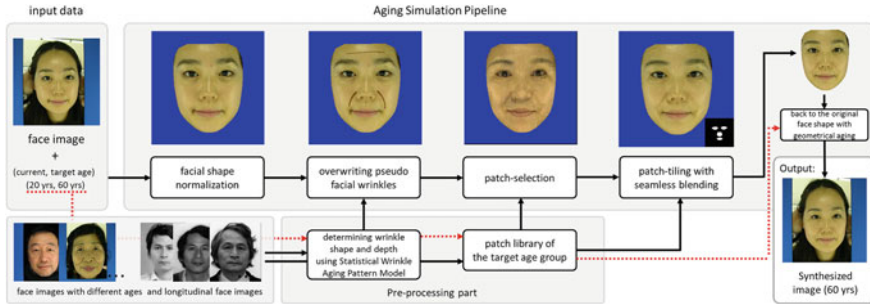 input data
Aging Simulation Pipeline
face image
+
(current, target age)
(20 yrs, 60 yrs)
facial shape
normalization
overwriting pseudo
facial wrinkles
patch-selection
patch-tiling with
seamless blending
back to the original
face shape with
geometrical aging
Output:
Synthesized
image (60 yrs)
determining wrinkle
shape and depth
using Statistical Wrinkle
Aging Pattern Model
patch library of
the target age group
...
face images with different ages and longitudinal face images
Pre-processing part